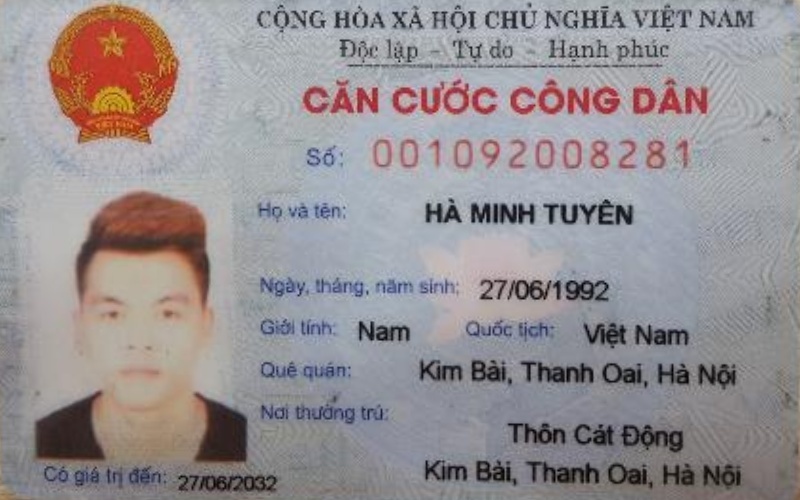 CỘNG HÒA XÃ HỘI CHỦ NGHĨA VIỆT NAM
Độc lập - Tự do - Hạnh phúc
CĂN CƯỚC CÔNG DÂN
Số: 001092008281
Họ và tên: HÀ MINH TUYÊN
Ngày, tháng, năm sinh: 27/06/1992
Giới tính: Nam Quốc tịch: Việt Nam
Quê quán: Kim Bài, Thanh Oai, Hà Nội
Nơi thường trú: Thôn Cát Động
Kim Bài, Thanh Oai, Hà Nội
Có giá trị đến: 27/06/2032